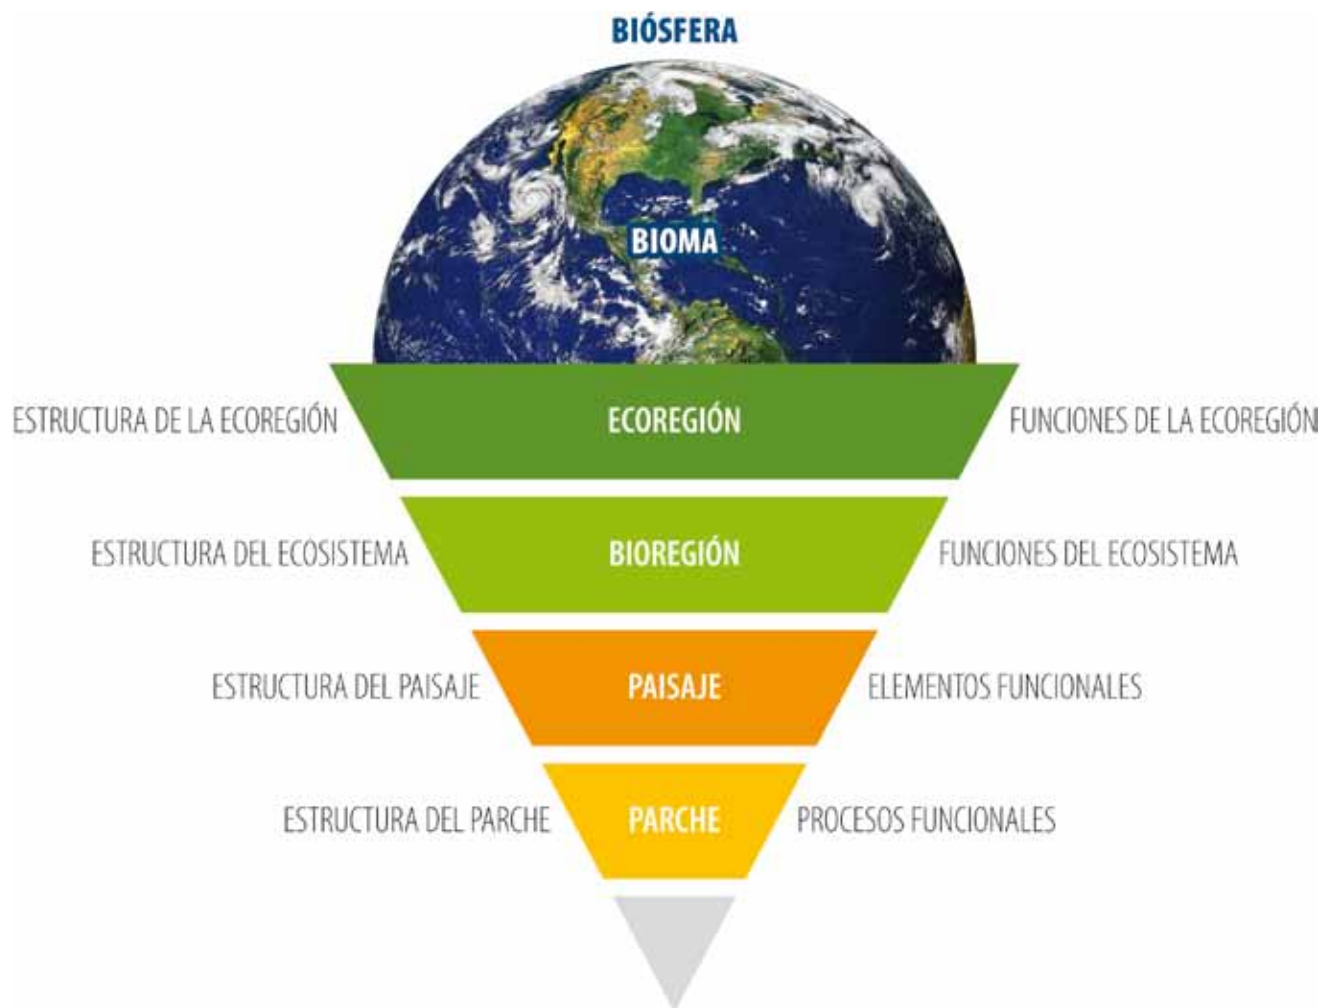 BIÓSFERA
BIOMA
ESTRUCTURA DE LA ECOREGIÓN
ECOREGIÓN
FUNCIONES DE LA ECOREGIÓN
ESTRUCTURA DEL ECOSISTEMA
BIOREGIÓN
FUNCIONES DEL ECOSISTEMA
ESTRUCTURA DEL PAISAJE
PAISAJE
ELEMENTOS FUNCIONALES
ESTRUCTURA DEL PARCHE
PARCHE
PROCESOS FUNCIONALES